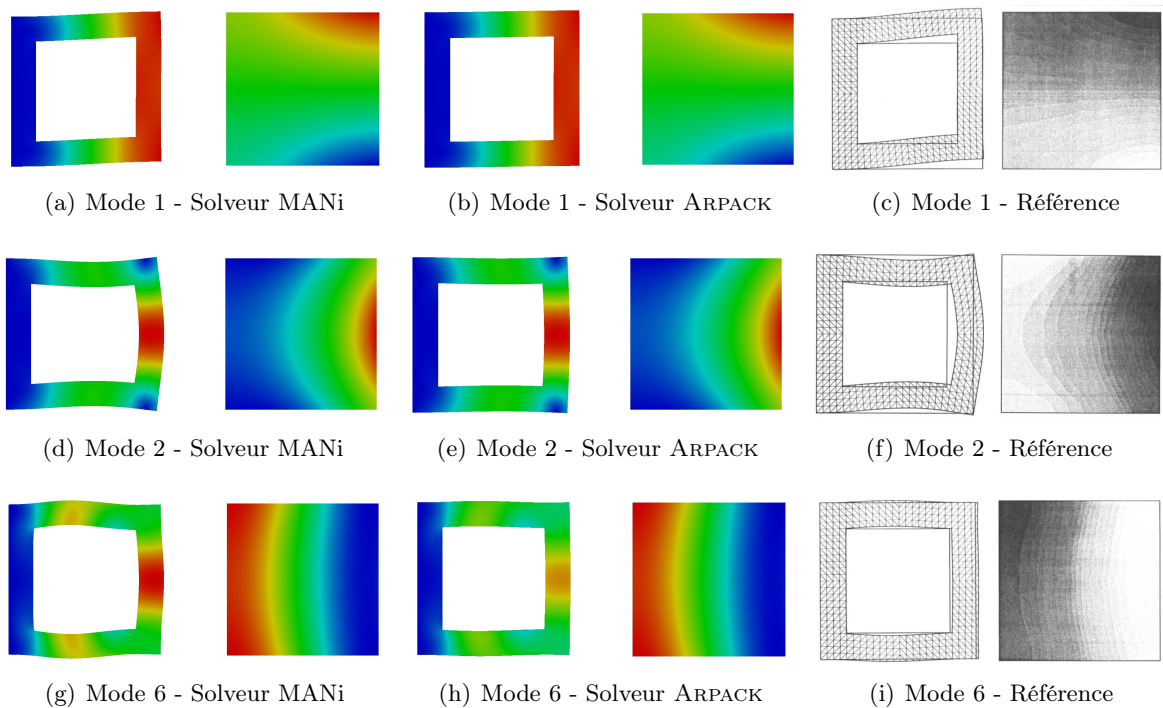 (a) Mode 1 - Solveur MANi
(b) Mode 1 - Solveur ARPACK
(c) Mode 1 - Référence
(d) Mode 2 - Solveur MANi
(e) Mode 2 - Solveur ARPACK
(f) Mode 2 - Référence
(g) Mode 6 - Solveur MANi
(h) Mode 6 - Solveur ARPACK
(i) Mode 6 - Référence